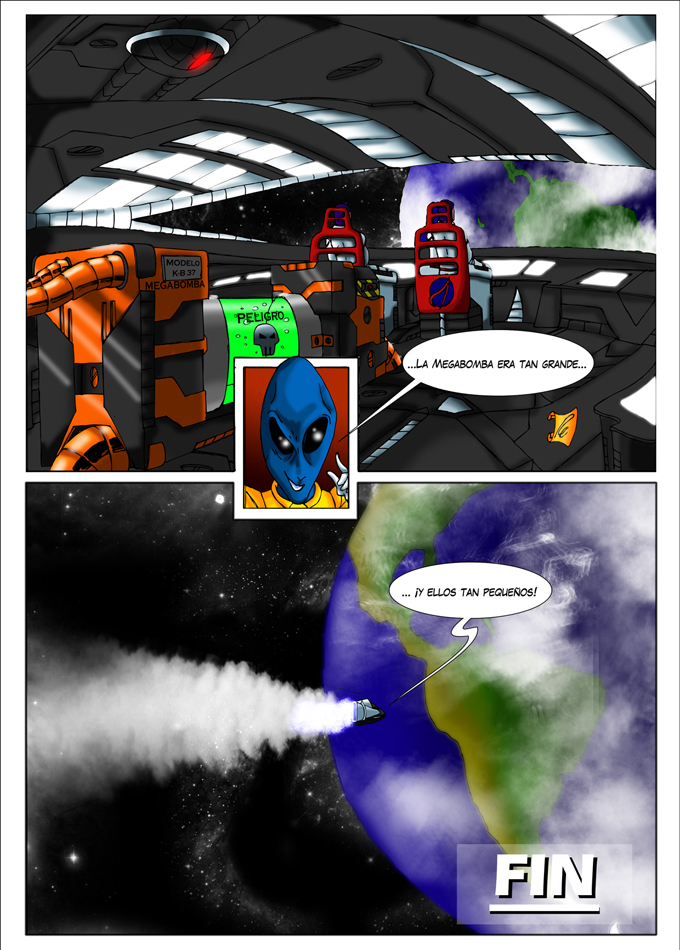 MODELO
K-B 37
MEGABOMBA
PELIGRO
...LA MEGABOMBA ERA TAN GRANDE...
... ¡Y ELLOS TAN PEQUEÑOS!
FIN